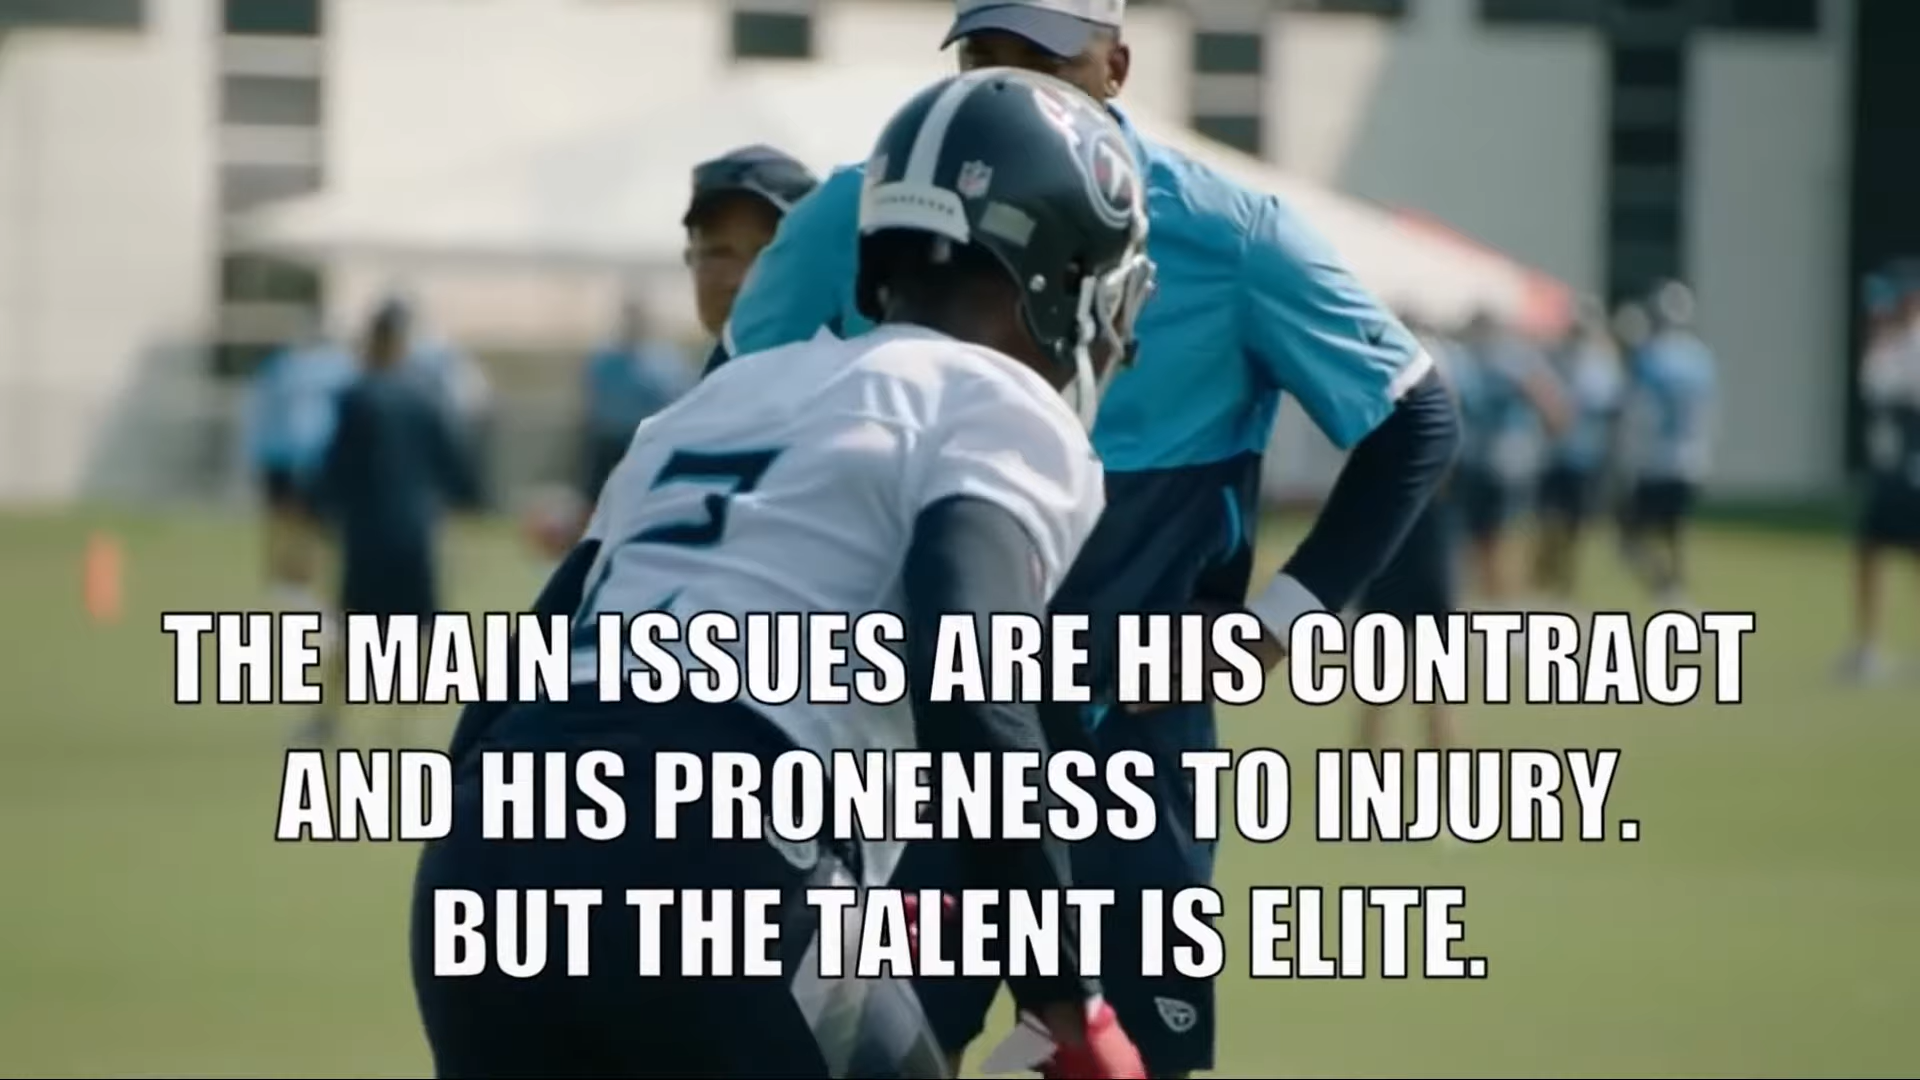 THE MAIN ISSUES ARE HIS CONTRACT
AND HIS PRONENESS TO INJURY.
BUT THE TALENT IS ELITE.